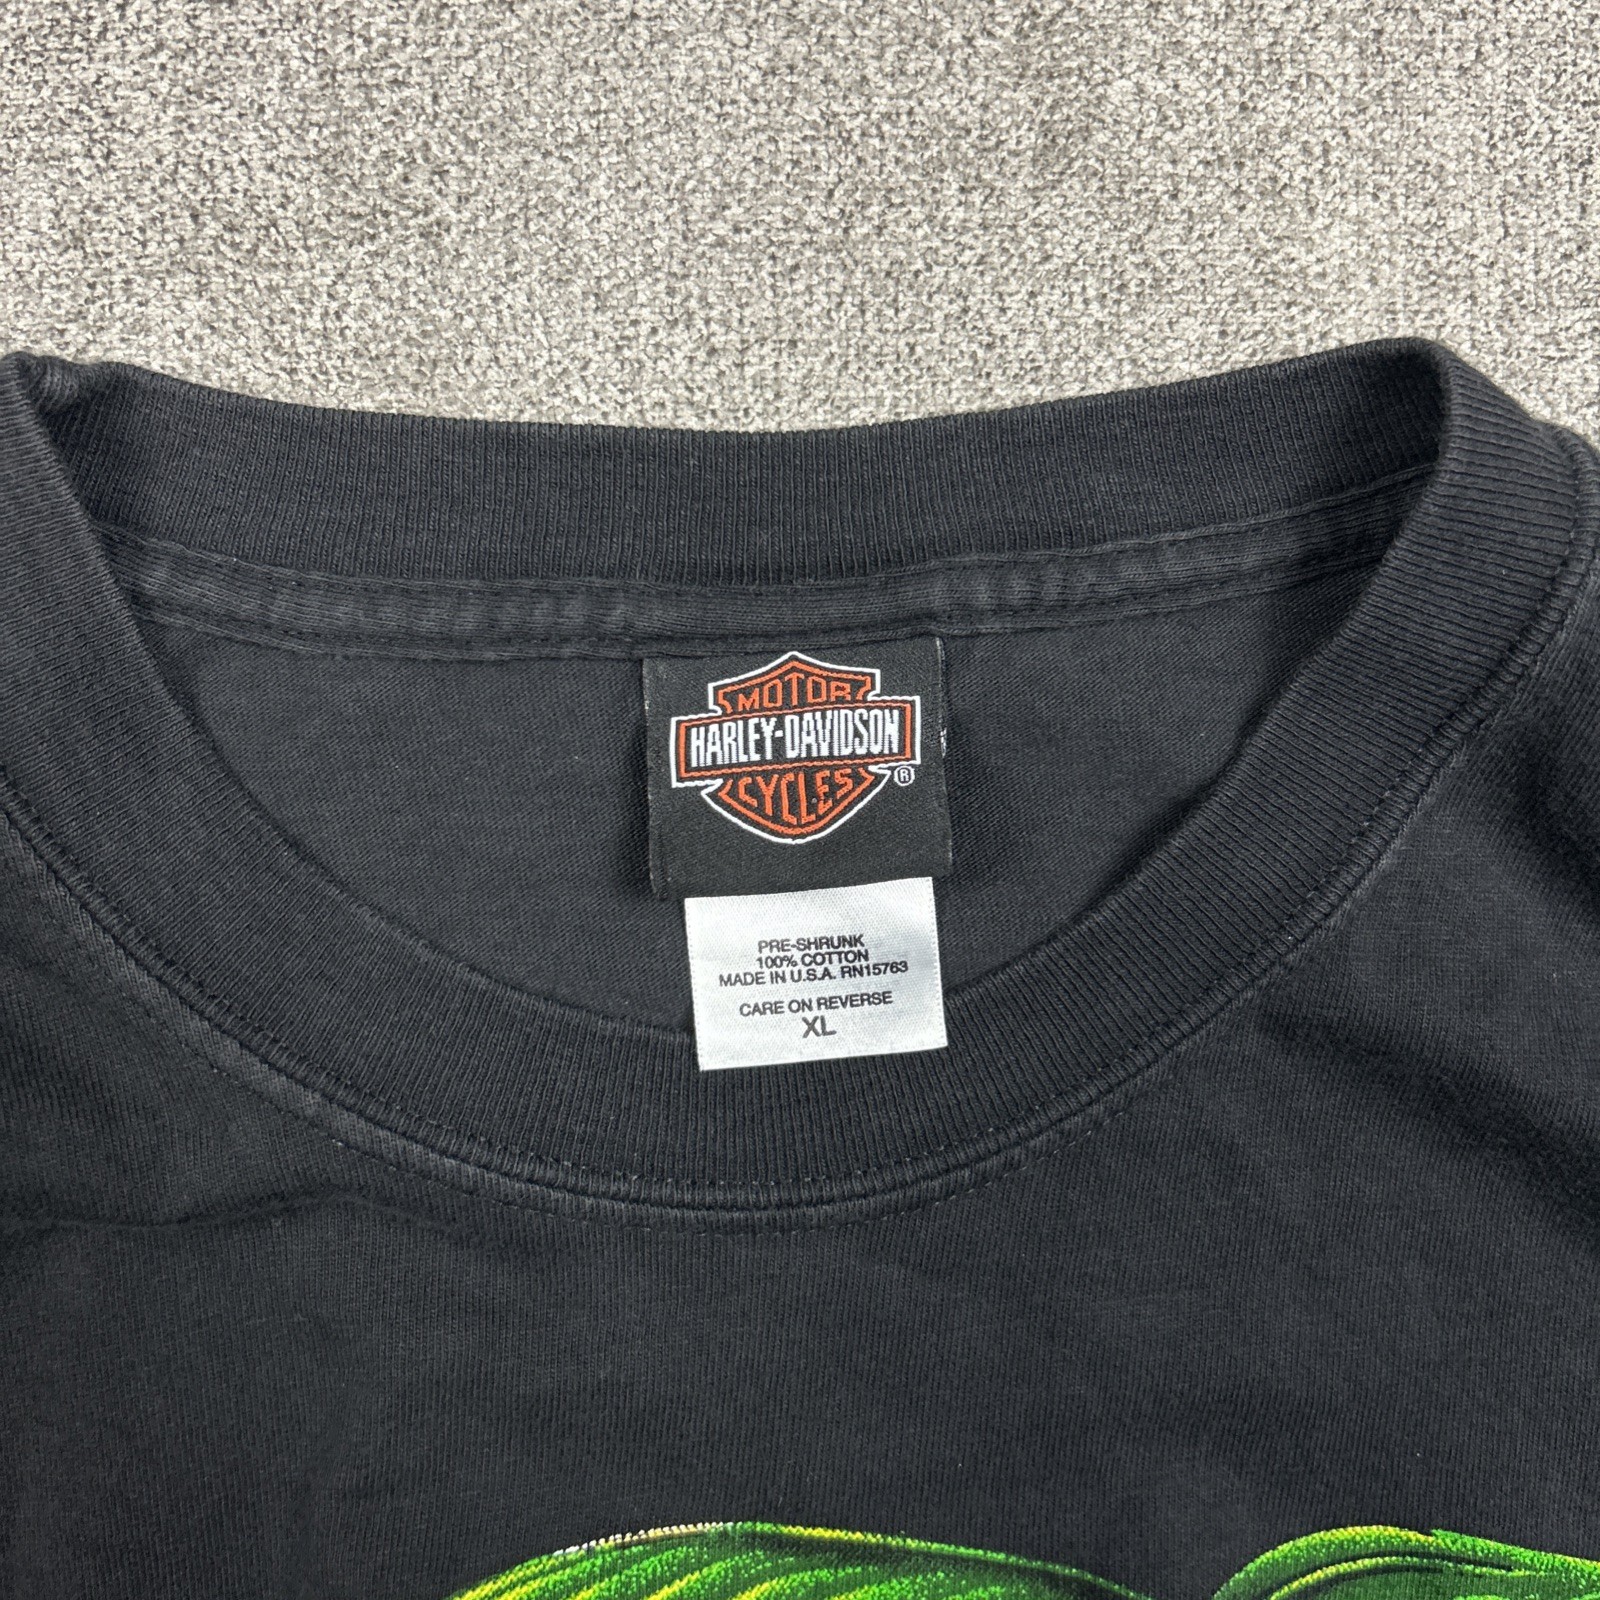 MOTOR
HARLEY-DAVIDSON
CYCLES
®
PRE-SHRUNK
100% COTTON
MADE IN U.S.A. RN15763
CARE ON REVERSE
XL